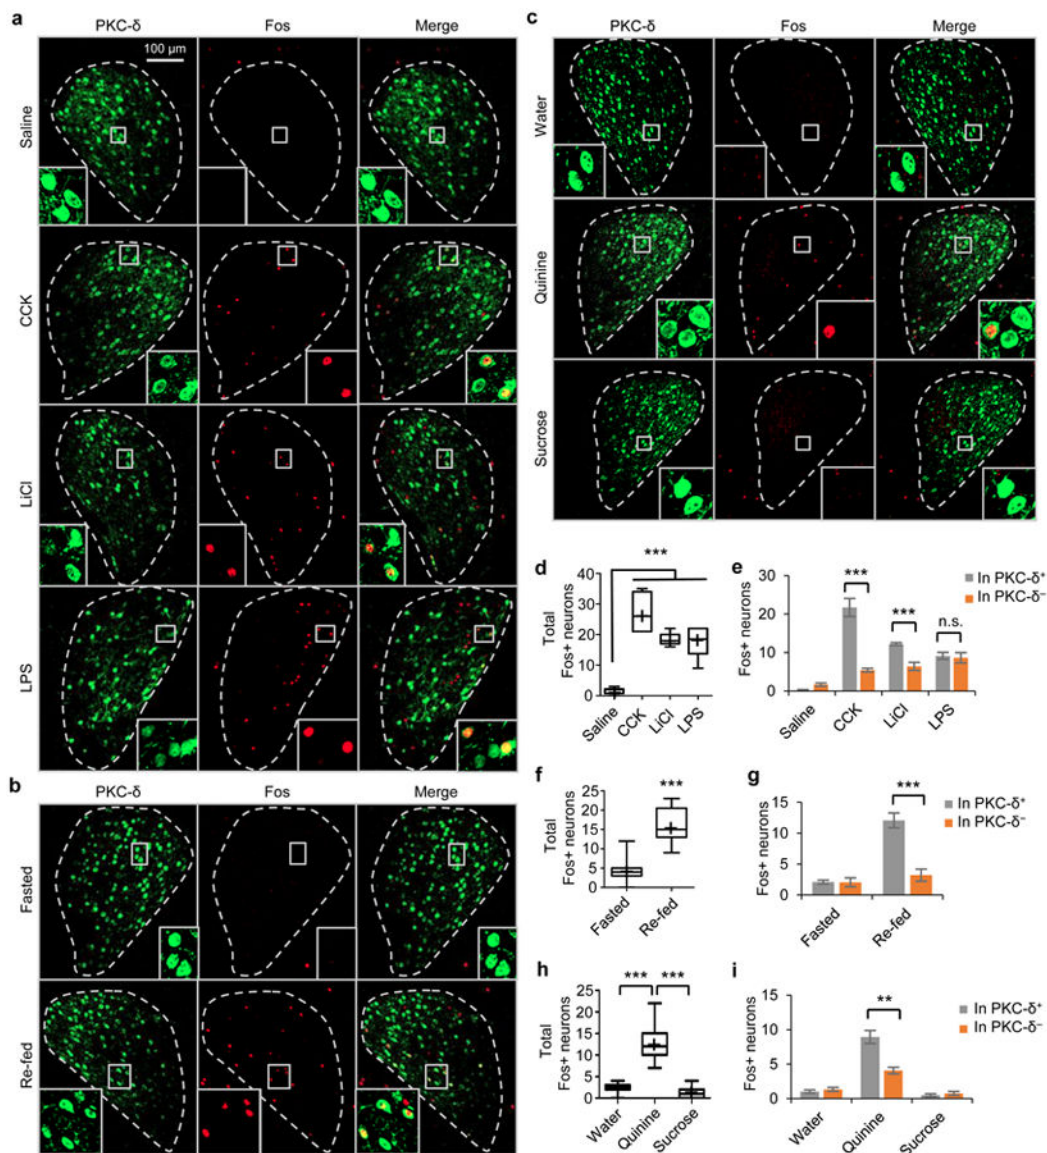 a
PKC-δ Fos Merge
100 μm
Saline
CCK
LiCl
LPS
b
PKC-δ Fos Merge
Fasted
Re-fed
c
PKC-δ Fos Merge
Water
Quinine
Sucrose
d
***
Total
Fos+ neurons
40
30
20
10
0
Saline CCK LiCl LPS
e
In PKC-δ⁺
In PKC-δ⁻
Fos+ neurons
30
20
10
0
*** *** n.s.
Saline CCK LiCl LPS
f
***
Total
Fos+ neurons
25
20
15
10
5
0
Fasted Re-fed
g
***
In PKC-δ⁺
In PKC-δ⁻
Fos+ neurons
15
10
5
0
Fasted Re-fed
h
*** ***
Total
Fos+ neurons
25
20
15
10
5
0
Water Quinine Sucrose
i
**
In PKC-δ⁺
In PKC-δ⁻
Fos+ neurons
15
10
5
0
Water Quinine Sucrose